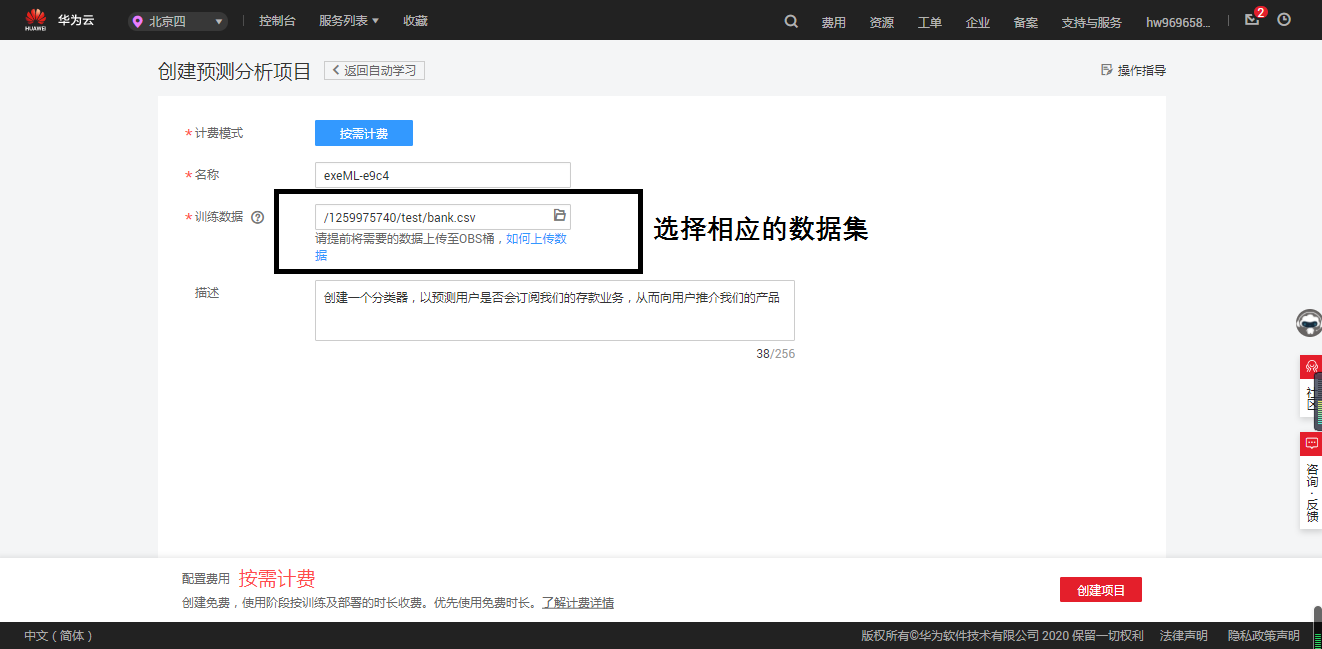 HUAWEI 华为云 北京四 控制台 服务列表 收藏 费用 资源 工单 企业 备案 支持与服务 hw969658... 2
创建预测分析项目 返回自动学习 操作指导
*计费模式 按需计费
*名称 exeML-e9c4
*训练数据 ? /1259975740/test/bank.csv
请提前将需要的数据上传至OBS桶，如何上传数
据
选择相应的数据集
描述 创建一个分类器，以预测用户是否会订阅我们的存款业务，从而向用户推介我们的产品
38/256
社
区
咨
询
·
反
馈
配置费用 按需计费
创建免费，使用阶段按训练及部署的时长收费。优先使用免费时长。了解计费详情
创建项目
中文（简体） 版权所有©华为软件技术有限公司 2020 保留一切权利 法律声明 隐私政策声明